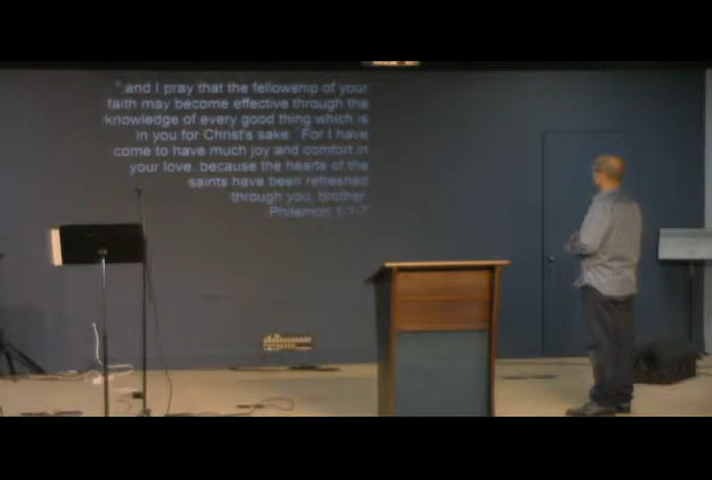 6 and I pray that the fellowship of your
faith may become effective through the
knowledge of every good thing which is
in you for Christ's sake. 7 For I have
come to have much joy and comfort in
your love, because the hearts of the
saints have been refreshed
through you, brother.
Philemon 1:1-7